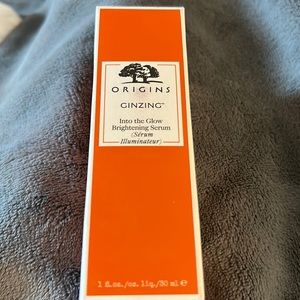 ORIGINS
GINZING™
Into the Glow
Brightening Serum
(Sérum
Illuminateur)
1 fl.oz./oz. liq./30 ml ℮